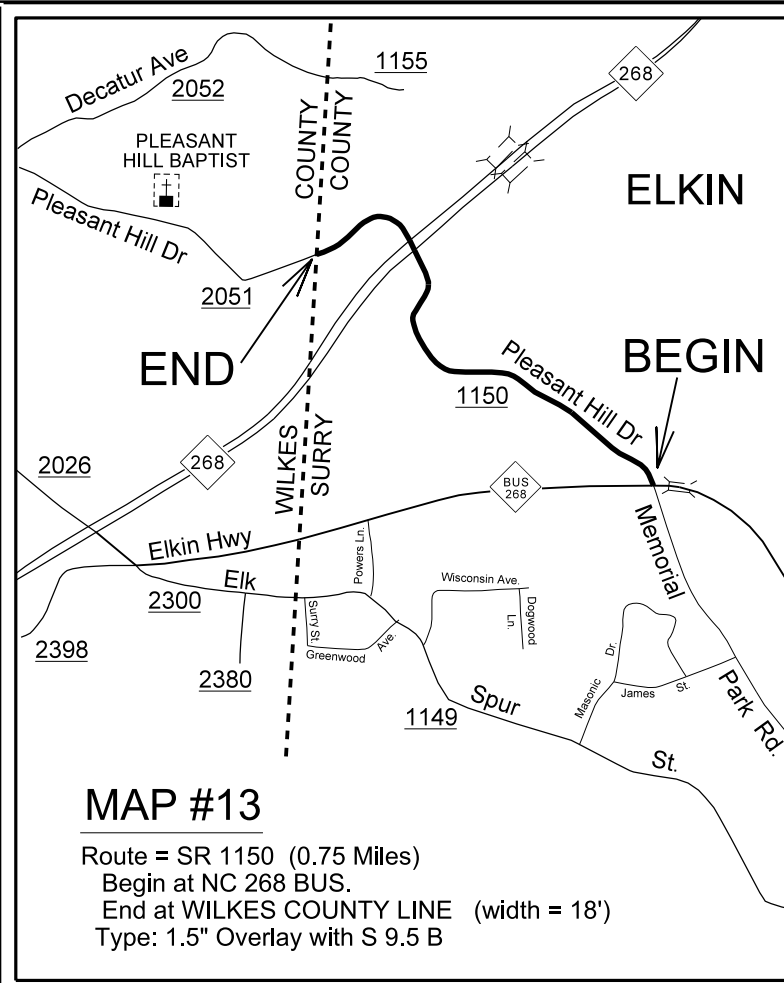 Decatur Ave
2052
1155
268
COUNTY
COUNTY
PLEASANT
HILL BAPTIST
ELKIN
Pleasant Hill Dr
2051
END
BEGIN
Pleasant Hill Dr
1150
WILKES
SURRY
2026
268
BUS
268
Elkin Hwy
Powers Ln.
Memorial
Park Rd.
Elk
2300
Wisconsin Ave.
Dogwood
Ln.
Surry St.
Greenwood
Ave.
2398
2380
1149
Spur
St.
Masonic
Dr.
James
St.
MAP #13
Route = SR 1150 (0.75 Miles)
Begin at NC 268 BUS.
End at WILKES COUNTY LINE (width = 18')
Type: 1.5" Overlay with S 9.5 B